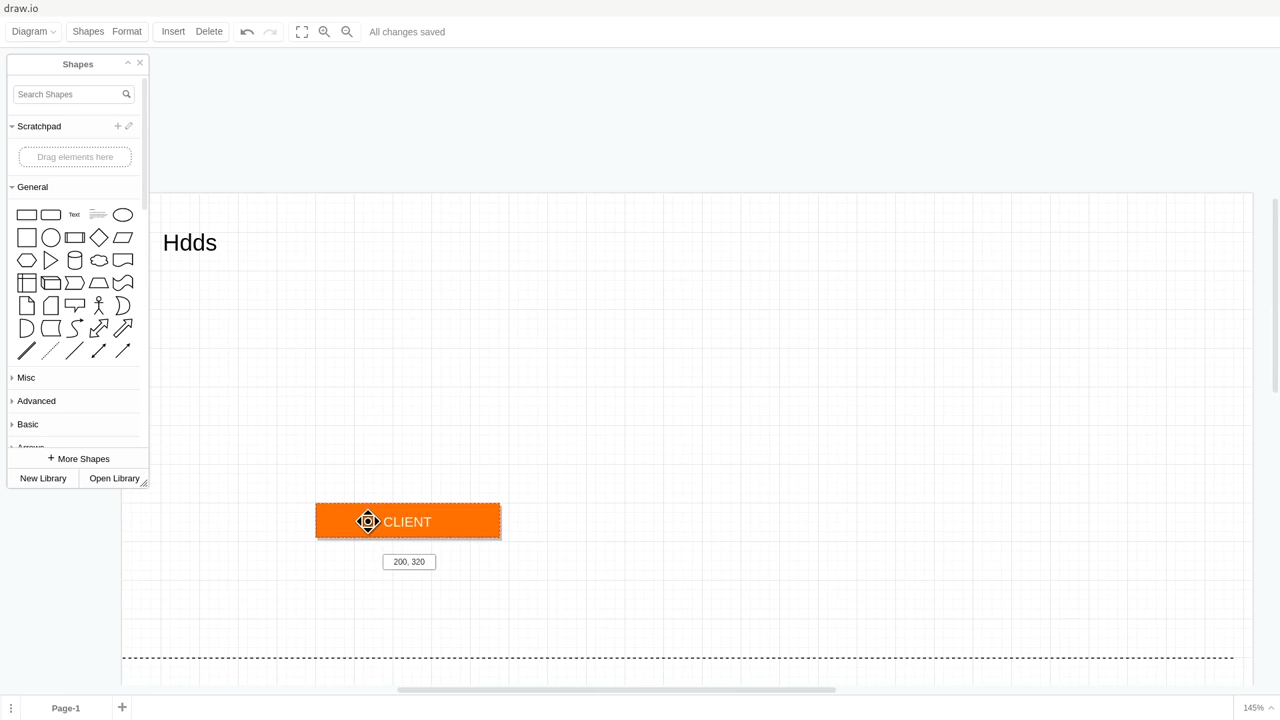 draw.io
Diagram
Shapes
Format
Insert
Delete
All changes saved
Shapes
Search Shapes
Scratchpad
Drag elements here
General
Text
Misc
Advanced
Basic
More Shapes
New Library
Open Library
Hdds
CLIENT
200, 320
Page-1
145%